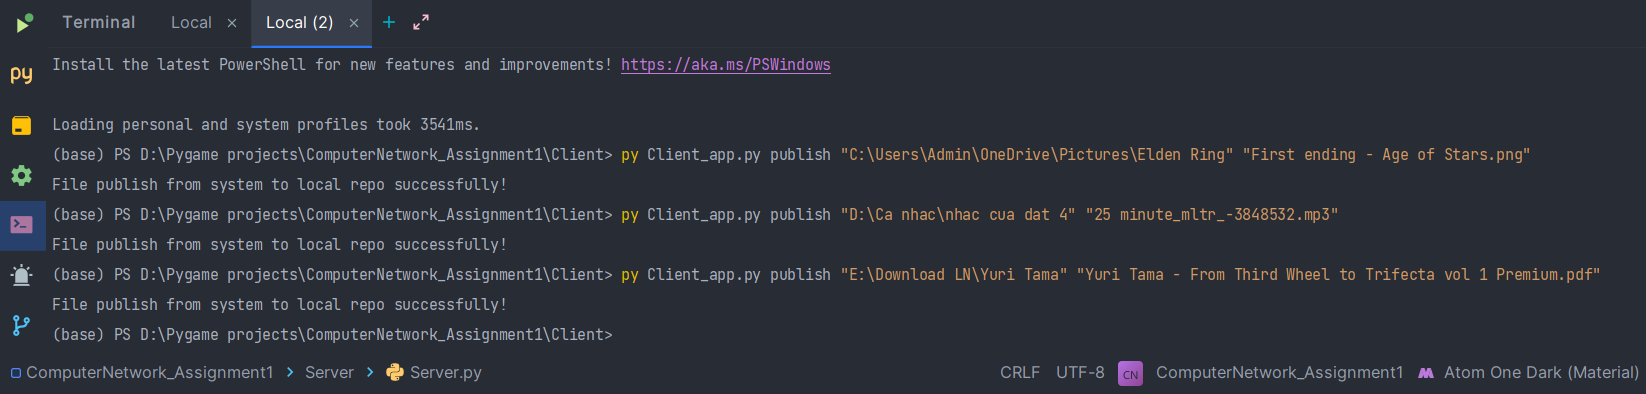 Terminal Local × Local (2) × +
Install the latest PowerShell for new features and improvements! https://aka.ms/PSWindows
py
Loading personal and system profiles took 3541ms.
(base) PS D:\Pygame projects\ComputerNetwork_Assignment1\Client> py Client_app.py publish "C:\Users\Admin\OneDrive\Pictures\Elden Ring" "First ending - Age of Stars.png"
File publish from system to local repo successfully!
(base) PS D:\Pygame projects\ComputerNetwork_Assignment1\Client> py Client_app.py publish "D:\Ca nhac\nhac cua dat 4" "25 minute_mltr_-3848532.mp3"
File publish from system to local repo successfully!
(base) PS D:\Pygame projects\ComputerNetwork_Assignment1\Client> py Client_app.py publish "E:\Download LN\Yuri Tama" "Yuri Tama - From Third Wheel to Trifecta vol 1 Premium.pdf"
File publish from system to local repo successfully!
(base) PS D:\Pygame projects\ComputerNetwork_Assignment1\Client>
ComputerNetwork_Assignment1 > Server > Server.py CRLF UTF-8 CN ComputerNetwork_Assignment1 Atom One Dark (Material)